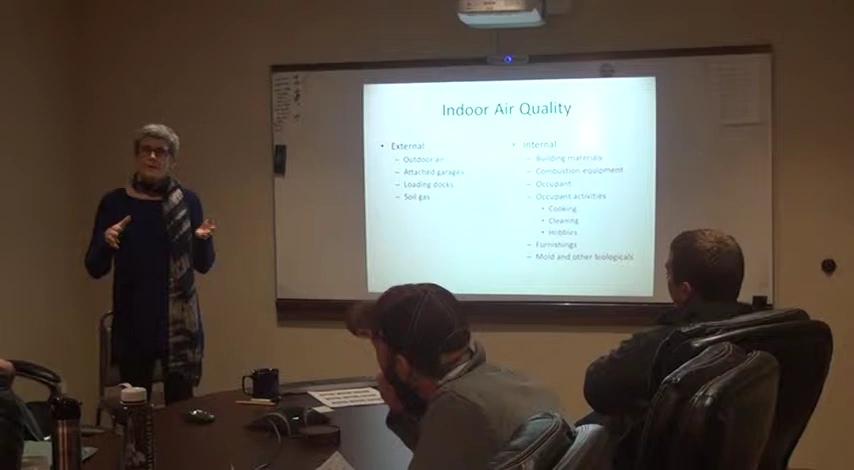 Indoor Air Quality
• External
– Outdoor air
– Attached garages
– Loading docks
– Soil gas
• Internal
– Building materials
– Combustion equipment
– Occupant
– Occupant activities
• Cooking
• Cleaning
• Hobbies
– Furnishings
– Mold and other biologicals